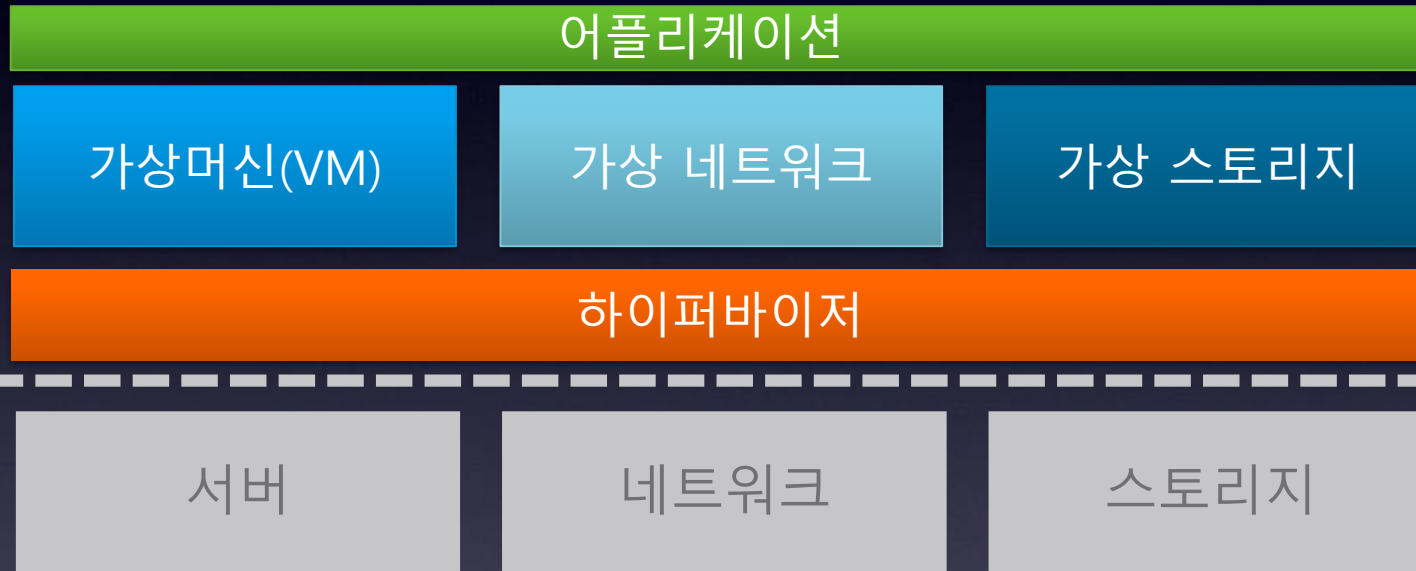 어플리케이션
가상머신(VM)
가상 네트워크
가상 스토리지
하이퍼바이저
서버
네트워크
스토리지